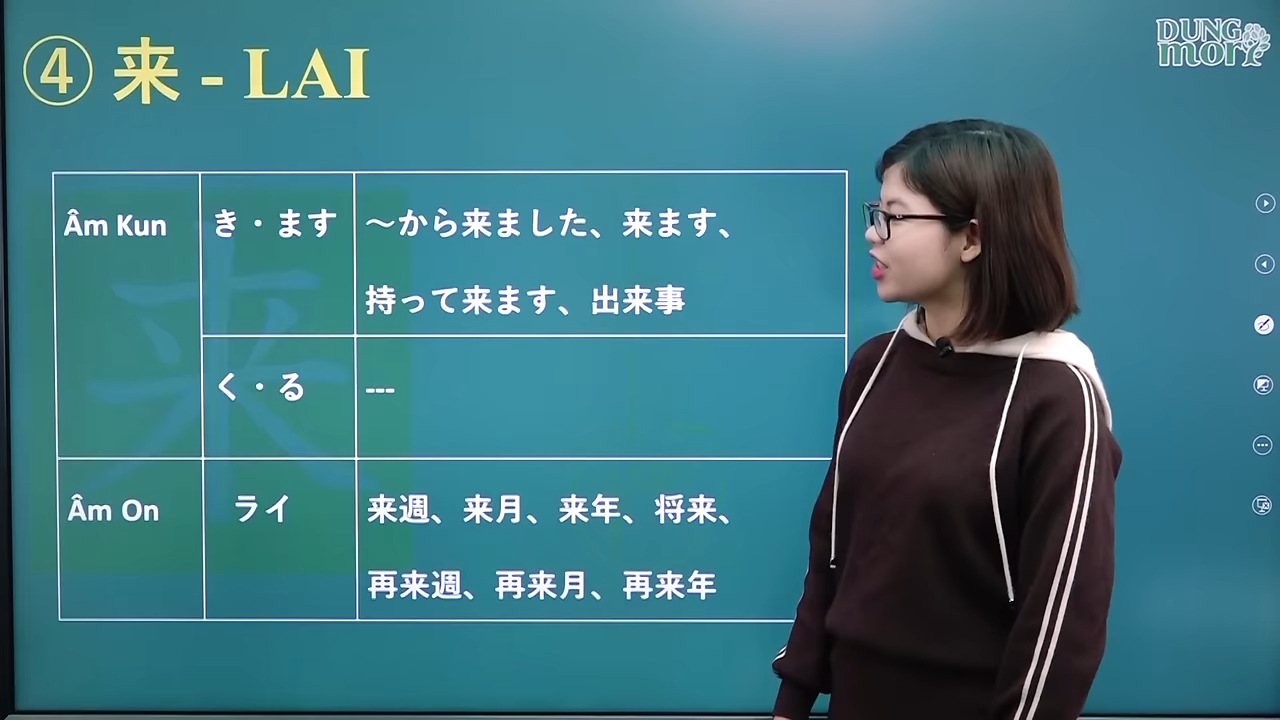 ④ 来 - LAI
DUNG
mori
Âm Kun
き・ます
～から来ました、来ます、
持って来ます、出来事
く・る
---
Âm On
ライ
来週、来月、来年、将来、
再来週、再来月、再来年
来